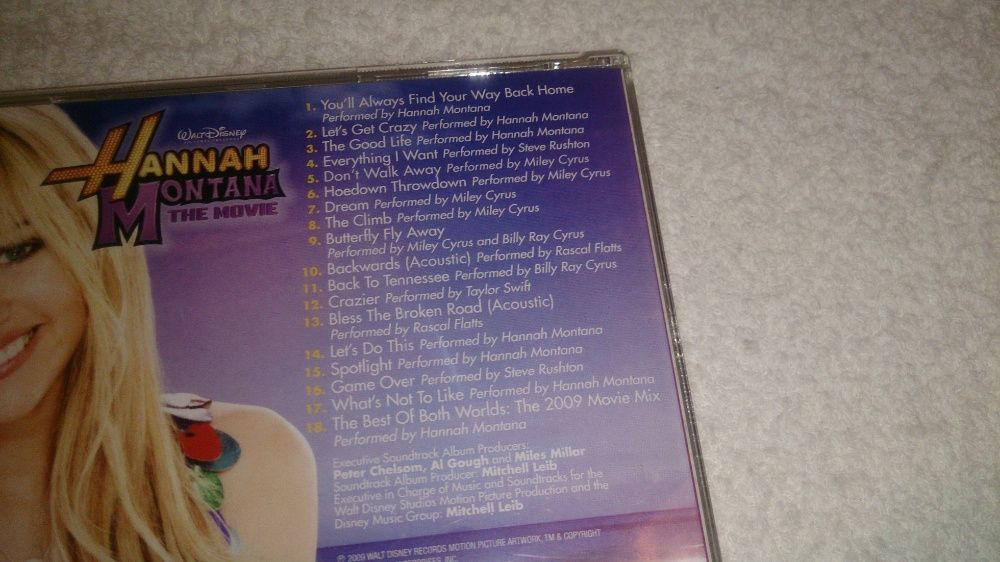 WALT DISNEY
HANNAH
MONTANA
THE MOVIE
1. You'll Always Find Your Way Back Home
Performed by Hannah Montana
2. Let's Get Crazy Performed by Hannah Montana
3. The Good Life Performed by Hannah Montana
4. Everything I Want Performed by Steve Rushton
5. Don't Walk Away Performed by Miley Cyrus
6. Hoedown Throwdown Performed by Miley Cyrus
7. Dream Performed by Miley Cyrus
8. The Climb Performed by Miley Cyrus
9. Butterfly Fly Away
Performed by Miley Cyrus and Billy Ray Cyrus
10. Backwards (Acoustic) Performed by Rascal Flatts
11. Back To Tennessee Performed by Billy Ray Cyrus
12. Crazier Performed by Taylor Swift
13. Bless The Broken Road (Acoustic)
Performed by Rascal Flatts
14. Let's Do This Performed by Hannah Montana
15. Spotlight Performed by Hannah Montana
16. Game Over Performed by Steve Rushton
17. What's Not To Like Performed by Hannah Montana
18. The Best Of Both Worlds: The 2009 Movie Mix
Performed by Hannah Montana
Executive Soundtrack Album Producers:
Peter Chelsom, Al Gough and Miles Millar
Soundtrack Album Producer: Mitchell Leib
Executive in Charge of Music and Soundtracks for the
Walt Disney Studios Motion Picture Production and the
Disney Music Group: Mitchell Leib
℗ 2009 WALT DISNEY RECORDS MOTION PICTURE ARTWORK, TM & COPYRIGHT
INC.